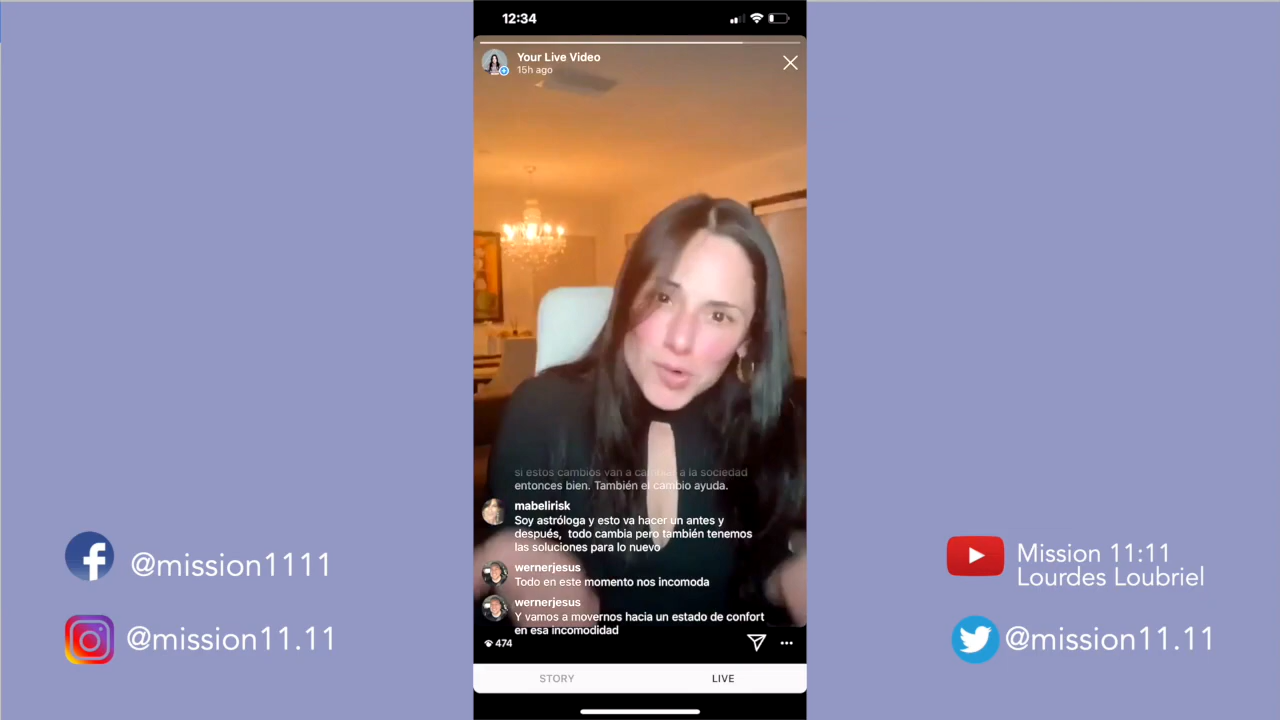 12:34
Your Live Video
15h ago
si estos cambios van a cambiar a la sociedad
entonces bien. También el cambio ayuda.
mabelirisk
Soy astróloga y esto va hacer un antes y
después, todo cambia pero también tenemos
las soluciones para lo nuevo
wernerjesus
Todo en este momento nos incomoda
wernerjesus
Y vamos a movernos hacia un estado de confort
en esa incomodidad
474
STORY
LIVE
@mission1111
@mission11.11
Mission 11:11
Lourdes Loubriel
@mission11.11